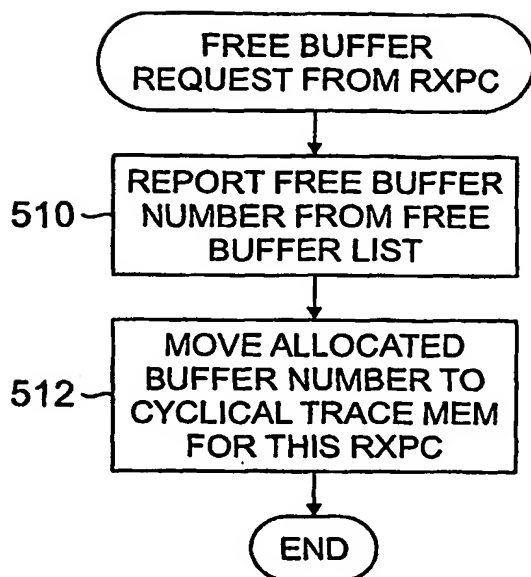 FREE BUFFER
REQUEST FROM RXPC
510
REPORT FREE BUFFER
NUMBER FROM FREE
BUFFER LIST
512
MOVE ALLOCATED
BUFFER NUMBER TO
CYCLICAL TRACE MEM
FOR THIS RXPC
END